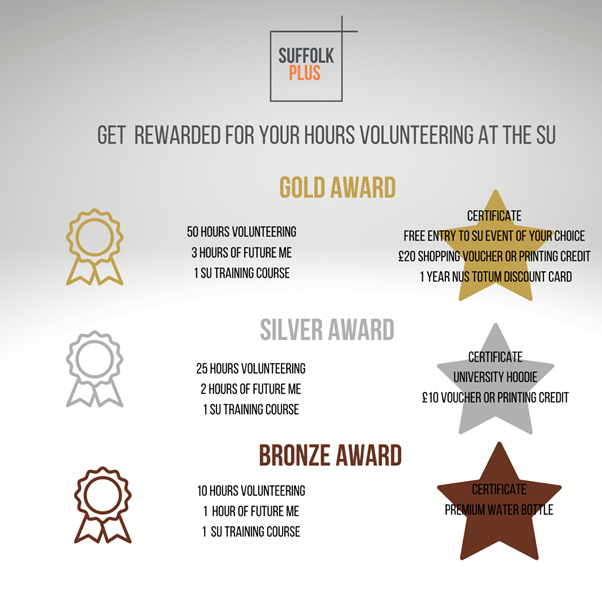 SUFFOLK
PLUS
GET REWARDED FOR YOUR HOURS VOLUNTEERING AT THE SU
GOLD AWARD
50 HOURS VOLUNTEERING
3 HOURS OF FUTURE ME
1 SU TRAINING COURSE
CERTIFICATE
FREE ENTRY TO SU EVENT OF YOUR CHOICE
£20 SHOPPING VOUCHER OR PRINTING CREDIT
1 YEAR NUS TOTUM DISCOUNT CARD
SILVER AWARD
25 HOURS VOLUNTEERING
2 HOURS OF FUTURE ME
1 SU TRAINING COURSE
CERTIFICATE
UNIVERSITY HOODIE
£10 VOUCHER OR PRINTING CREDIT
BRONZE AWARD
10 HOURS VOLUNTEERING
1 HOUR OF FUTURE ME
1 SU TRAINING COURSE
CERTIFICATE
PREMIUM WATER BOTTLE